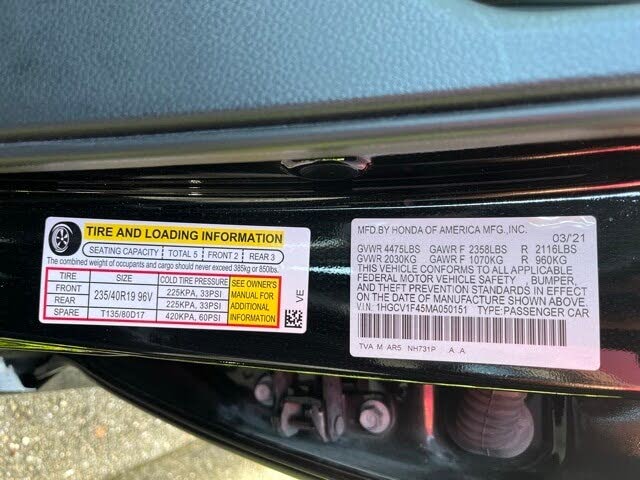 TIRE AND LOADING INFORMATION
SEATING CAPACITY TOTAL 5 FRONT 2 REAR 3
The combined weight of occupants and cargo should never exceed 385kg or 850lbs.
TIRE SIZE COLD TIRE PRESSURE
FRONT 235/40R19 96V 225KPA, 33PSI
REAR 225KPA, 33PSI
SPARE T135/80D17 420KPA, 60PSI
SEE OWNER'S
MANUAL FOR
ADDITIONAL
INFORMATION
VE
MFD.BY HONDA OF AMERICA MFG.,INC.
03/'21
GVWR 4475LBS GAWR F 2358LBS R 2116LBS
GVWR 2030KG GAWR F 1070KG R 960KG
THIS VEHICLE CONFORMS TO ALL APPLICABLE
FEDERAL MOTOR VEHICLE SAFETY , BUMPER,
AND THEFT PREVENTION STANDARDS IN EFFECT
ON THE DATE OF MANUFACTURE SHOWN ABOVE.
V.I.N: 1HGCV1F45MA050151 TYPE:PASSENGER CAR
TVA M AR5 NH731P A A